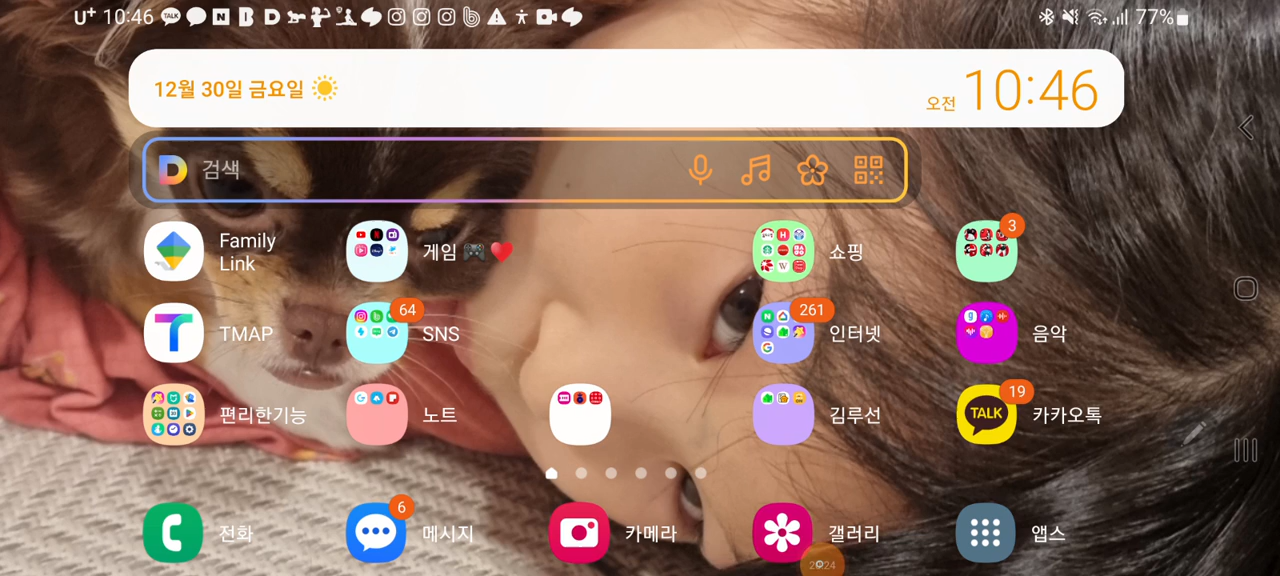 U+ 10:46 TALK N D 77%
12월 30일 금요일
오전 10:46
D 검색
Family
Link
게임
쇼핑
3
TMAP
64
SNS
261
인터넷
음악
편리한기능
노트
김루선
TALK
19
카카오톡
전화
6
메시지
카메라
갤러리
앱스